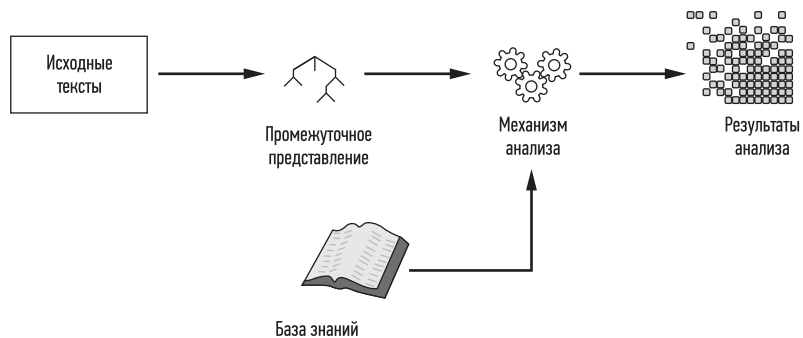 Исходные
тексты
Промежуточное
представление
Механизм
анализа
Результаты
анализа
База знаний